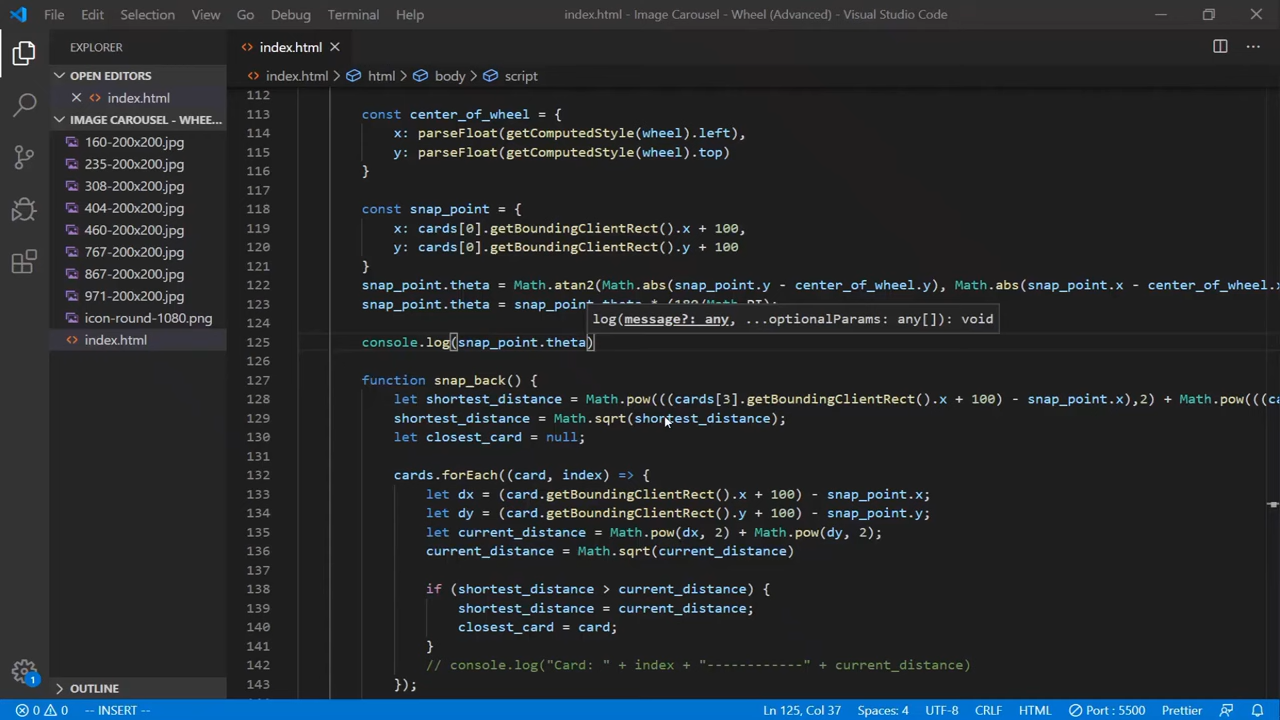 File Edit Selection View Go Debug Terminal Help index.html - Image Carousel - Wheel (Advanced) - Visual Studio Code
EXPLORER
index.html
OPEN EDITORS
index.html
IMAGE CAROUSEL - WHEE...
160-200x200.jpg
235-200x200.jpg
308-200x200.jpg
404-200x200.jpg
460-200x200.jpg
767-200x200.jpg
867-200x200.jpg
971-200x200.jpg
icon-round-1080.png
index.html
OUTLINE
index.html > html > body > script
112
113 const center_of_wheel = {
114 x: parseFloat(getComputedStyle(wheel).left),
115 y: parseFloat(getComputedStyle(wheel).top)
116 }
117
118 const snap_point = {
119 x: cards[0].getBoundingClientRect().x + 100,
120 y: cards[0].getBoundingClientRect().y + 100
121 }
122 snap_point.theta = Math.atan2(Math.abs(snap_point.y - center_of_wheel.y), Math.abs(snap_point.x - center_of_wheel.x
123 snap_point.theta = snap_point.theta * (180/Math.PI);
124
log(message?: any, ...optionalParams: any[]): void
125 console.log(snap_point.theta)
126
127 function snap_back() {
128 let shortest_distance = Math.pow(((cards[3].getBoundingClientRect().x + 100) - snap_point.x),2) + Math.pow(((ca
129 shortest_distance = Math.sqrt(shortest_distance);
130 let closest_card = null;
131
132 cards.forEach((card, index) => {
133 let dx = (card.getBoundingClientRect().x + 100) - snap_point.x;
134 let dy = (card.getBoundingClientRect().y + 100) - snap_point.y;
135 let current_distance = Math.pow(dx, 2) + Math.pow(dy, 2);
136 current_distance = Math.sqrt(current_distance)
137
138 if (shortest_distance > current_distance) {
139 shortest_distance = current_distance;
140 closest_card = card;
141 }
142 // console.log("Card: " + index + "------------" + current_distance)
143 });
1
0 0 -- INSERT -- Ln 125, Col 37 Spaces: 4 UTF-8 CRLF HTML Port : 5500 Prettier